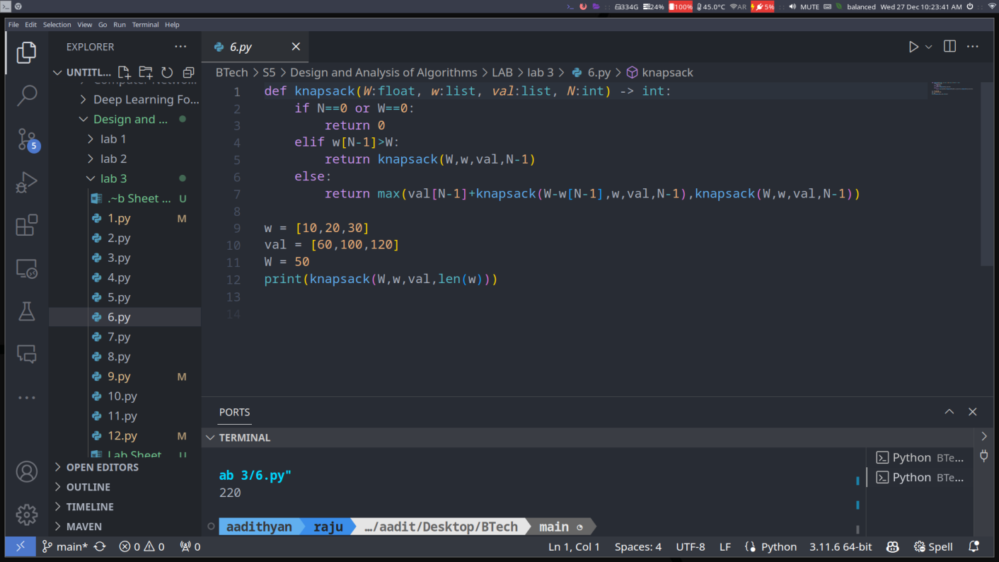 334G 24% 100% 45.0°C AR 5% MUTE balanced Wed 27 Dec 10:23:41 AM
File Edit Selection View Go Run Terminal Help
EXPLORER
6.py
UNTITL...
BTech > S5 > Design and Analysis of Algorithms > LAB > lab 3 > 6.py > knapsack
Deep Learning Fo...
Design and ...
lab 1
lab 2
lab 3
.~b Sheet ... U
1.py M
2.py
3.py
4.py
5.py
6.py
7.py
8.py
9.py M
10.py
11.py
12.py M
Lab Sheet U
OPEN EDITORS
OUTLINE
TIMELINE
MAVEN
5
1 def knapsack(W:float, w:list, val:list, N:int) -> int:
2     if N==0 or W==0:
3         return 0
4     elif w[N-1]>W:
5         return knapsack(W,w,val,N-1)
6     else:
7         return max(val[N-1]+knapsack(W-w[N-1],w,val,N-1),knapsack(W,w,val,N-1))
8
9 w = [10,20,30]
10 val = [60,100,120]
11 W = 50
12 print(knapsack(W,w,val,len(w)))
13
14
PORTS
TERMINAL
ab 3/6.py"
220
aadithyan raju …/aadit/Desktop/BTech main
Python BTe...
Python BTe...
main* 0 0 0 Ln 1, Col 1 Spaces: 4 UTF-8 LF Python 3.11.6 64-bit Spell